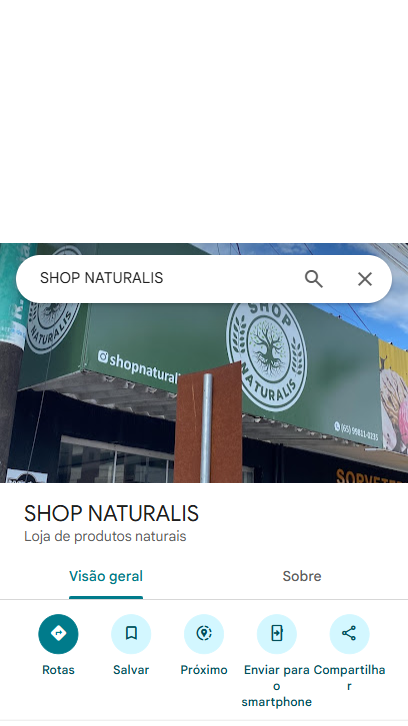 SHOP NATURALIS
SHOP
NATURALIS
shopnaturali
(65) 99811-0235
SORVETE
SHOP NATURALIS
Loja de produtos naturais
Visão geral
Sobre
Rotas
Salvar
Próximo
Enviar para o smartphone
Compartilhar